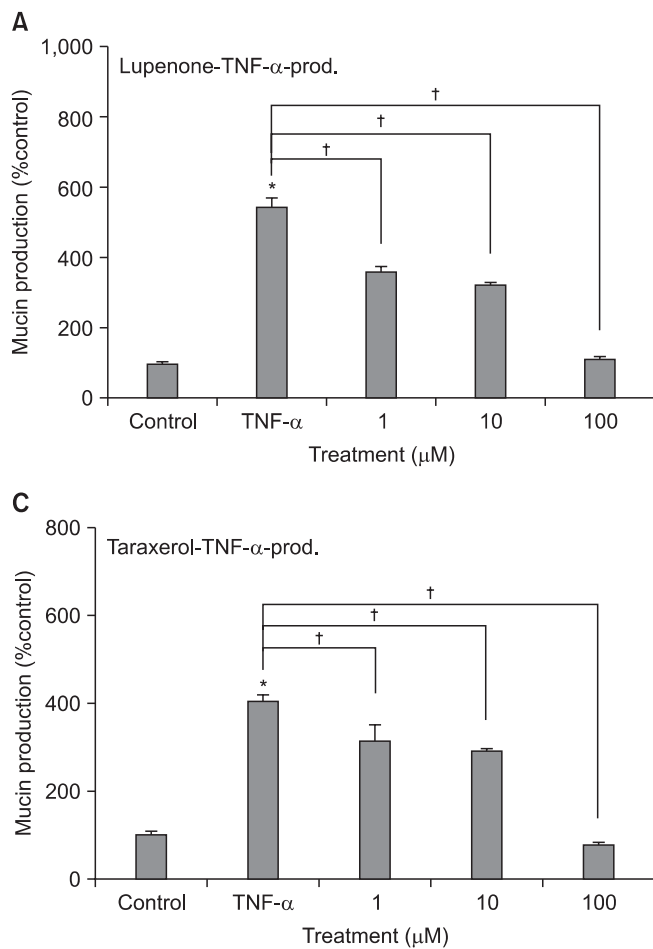 A
Lupenone-TNF-α-prod.
Mucin production (%control)
1,000
800
600
400
200
0
†
†
†
*
Control TNF-α 1 10 100
Treatment (μM)
C
Taraxerol-TNF-α-prod.
Mucin production (%control)
800
600
400
200
0
†
†
†
*
Control TNF-α 1 10 100
Treatment (μM)